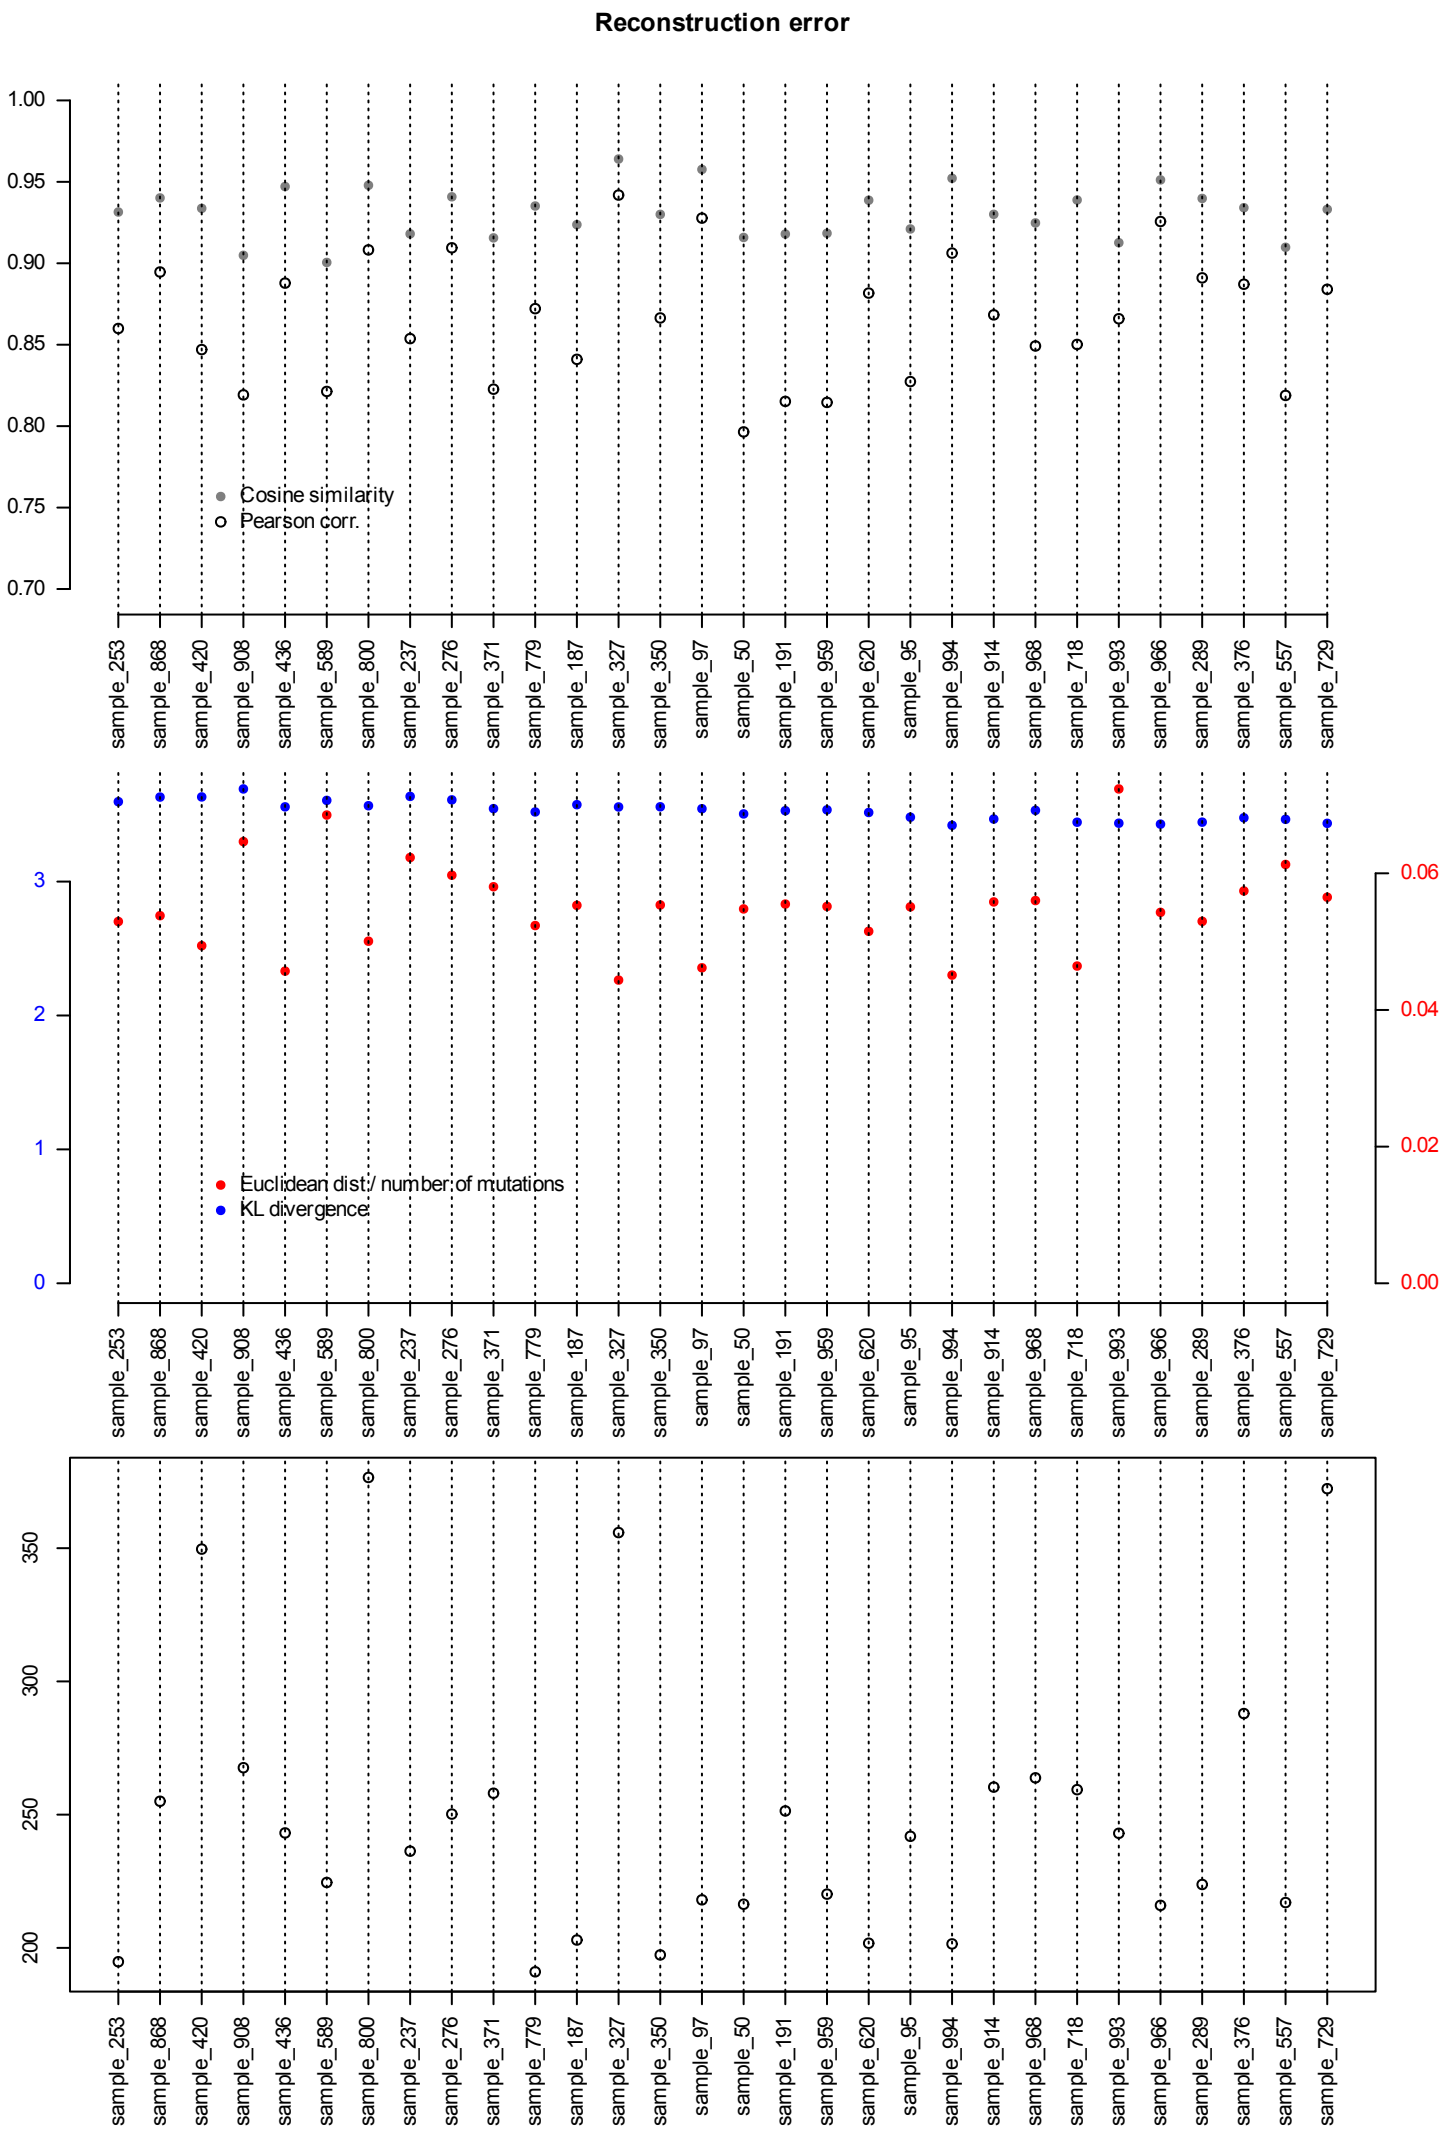 Reconstruction error
1.00
0.95
0.90
0.85
0.80
0.75
0.70
Cosine similarity
Pearson corr.
sample_253
sample_868
sample_420
sample_908
sample_436
sample_589
sample_800
sample_237
sample_276
sample_371
sample_779
sample_187
sample_327
sample_350
sample_97
sample_50
sample_191
sample_959
sample_620
sample_95
sample_994
sample_914
sample_968
sample_718
sample_993
sample_966
sample_289
sample_376
sample_557
sample_729
3
2
1
0
Euclidean dist./ number of mutations
KL divergence
0.06
0.04
0.02
0.00
sample_253
sample_868
sample_420
sample_908
sample_436
sample_589
sample_800
sample_237
sample_276
sample_371
sample_779
sample_187
sample_327
sample_350
sample_97
sample_50
sample_191
sample_959
sample_620
sample_95
sample_994
sample_914
sample_968
sample_718
sample_993
sample_966
sample_289
sample_376
sample_557
sample_729
350
300
250
200
sample_253
sample_868
sample_420
sample_908
sample_436
sample_589
sample_800
sample_237
sample_276
sample_371
sample_779
sample_187
sample_327
sample_350
sample_97
sample_50
sample_191
sample_959
sample_620
sample_95
sample_994
sample_914
sample_968
sample_718
sample_993
sample_966
sample_289
sample_376
sample_557
sample_729